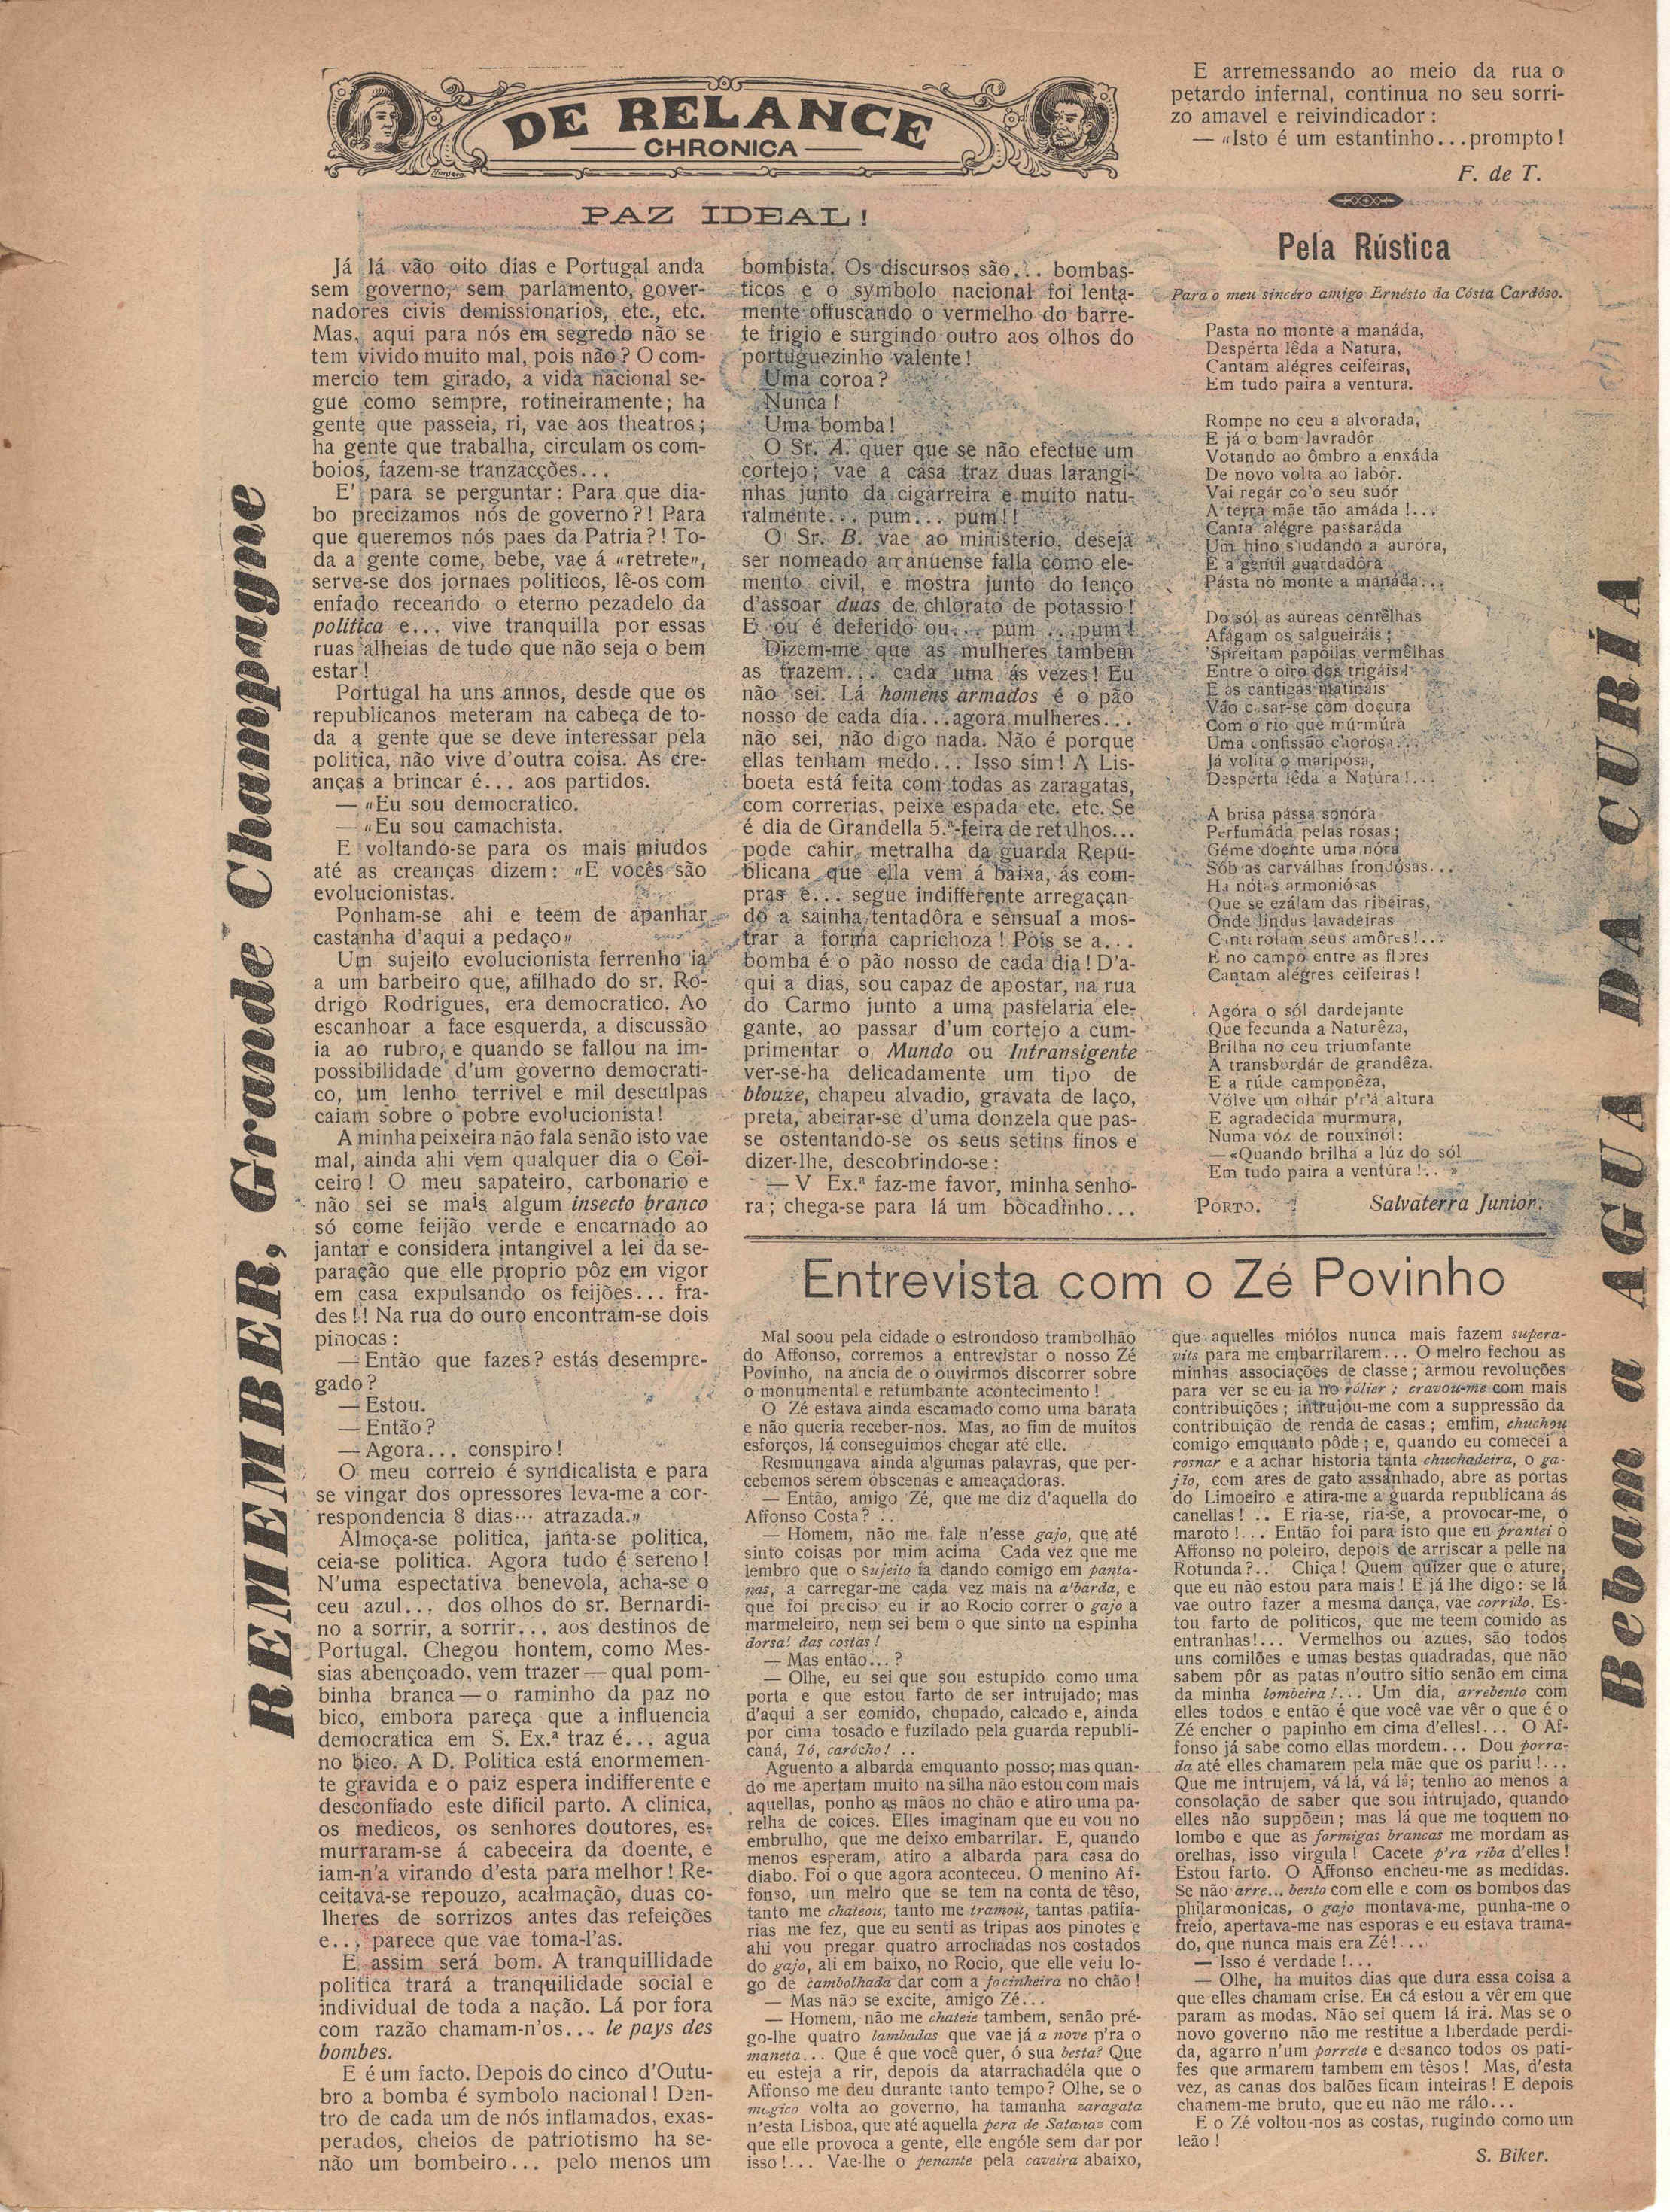 DE RELANCE
CHRONICA
PAZ IDEAL!
Já lá vão oito dias e Portugal anda
sem governo, sem parlamento, gover-
nadores civis demissionarios, etc., etc.
Mas, aqui para nós em segredo não se
tem vivido muito mal, pois não? O com-
mercio tem girado, a vida nacional se-
gue como sempre, rotineiramente; ha
gente que passeia, ri, vae aos theatros;
ha gente que trabalha, circulam os com-
boios, fazem-se tranzacções...
E' para se perguntar: Para que dia-
bo precizamos nós de governo?! Para
que queremos nós paes da Patria?! To-
da a gente come, bebe, vae á «retrete»,
serve-se dos jornaes politicos, lê-os com
enfado receando o eterno pezadelo da
politica e... vive tranquilla por essas
ruas alheias de tudo que não seja o bem
estar!
Portugal ha uns annos, desde que os
republicanos meteram na cabeça de to-
da a gente que se deve interessar pela
politica, não vive d'outra coisa. As cre-
anças a brincar é... aos partidos.
— «Eu sou democratico.
— «Eu sou camachista.
E voltando-se para os mais miudos
até as creanças dizem: «E vocês são
evolucionistas.
Ponham-se ahi e teem de apanhar
castanha d'aqui a pedaço»
Um sujeito evolucionista ferrenho ia
a um barbeiro que, afilhado do sr. Ro-
drigo Rodrigues, era democratico. Ao
escanhoar a face esquerda, a discussão
ia ao rubro, e quando se fallou na im-
possibilidade d'um governo democrati-
co, um lenho terrivel e mil desculpas
caiam sobre o pobre evolucionista!
A minha peixeira não fala senão isto vae
mal, ainda ahi vem qualquer dia o Coi-
ceiro! O meu sapateiro, carbonario e
não sei se mais algum insecto branco
só come feijão verde e encarnado ao
jantar e considera intangivel a lei da se-
paração que elle proprio pôz em vigor
em casa expulsando os feijões... fra-
des!! Na rua do ouro encontram-se dois
pinocas:
— Então que fazes? estás desempre-
gado?
— Estou.
— Então?
— Agora... conspiro!
O meu correio é syndicalista e para
se vingar dos opressores leva-me a cor-
respondencia 8 dias... atrazada.»
Almoça-se politica, janta-se politica,
ceia-se politica. Agora tudo é sereno!
N'uma espectativa benevola, acha-se o
ceu azul... dos olhos do sr. Bernardi-
no a sorrir, a sorrir... aos destinos de
Portugal. Chegou hontem, como Mes-
sias abençoado, vem trazer—qual pom-
binha branca—o raminho da paz no
bico, embora pareça que a influencia
democratica em S. Ex.ª traz é... agua
no bico. A D. Politica está enormemen-
te gravida e o paiz espera indifferente e
desconfiado este dificil parto. A clinica,
os medicos, os senhores doutores, es-
murraram-se á cabeceira da doente, e
iam-n'a virando d'esta para melhor! Re-
ceitava-se repouzo, acalmação, duas co-
lheres de sorrizos antes das refeições
e... parece que vae toma-l'as.
E assim será bom. A tranquillidade
politica trará a tranquilidade social e
individual de toda a nação. Lá por fora
com razão chamam-n'os... le pays des
bombes.
E é um facto. Depois do cinco d'Outu-
bro a bomba é symbolo nacional! Den-
tro de cada um de nós inflamados, exas-
perados, cheios de patriotismo ha se-
não um bombeiro... pelo menos um
bombista. Os discursos são... bombas-
ticos e o symbolo nacional foi lenta-
mente offuscando o vermelho do barre-
te frigio e surgindo outro aos olhos do
portuguezinho valente!
Uma coroa?
Nunca!
Uma bomba!
O Sr. A. quer que se não efectue um
cortejo; vae a casa traz duas larangi-
nhas junto da cigarreira e muito natu-
ralmente... pum... pum!!
O Sr. B. vae ao ministerio, deseja
ser nomeado amanuense falla como ele-
mento civil, e mostra junto do lenço
d'assoar duas de chlorato de potassio!
E ou é deferido ou... pum ...pum!
Dizem-me que as mulheres tambem
as trazem... cada uma ás vezes! Eu
não sei. Lá homens armados é o pão
nosso de cada dia...agora mulheres...
não sei, não digo nada. Não é porque
ellas tenham medo... Isso sim! A Lis-
boeta está feita com todas as zaragatas,
com correrias, peixe espada etc. etc. Se
é dia de Grandella 5.ª-feira de retalhos...
pode cahir metralha da guarda Repu-
blicana que ella vem á baixa, ás com-
pras e... segue indifferente arregaçan-
do a sainha tentadôra e sensual a mos-
trar a forma caprichoza! Pois se a...
bomba é o pão nosso de cada dia! D'a-
qui a dias, sou capaz de apostar, na rua
do Carmo junto a uma pastelaria ele-
gante, ao passar d'um cortejo a cum-
primentar o Mundo ou Intransigente
ver-se-ha delicadamente um tipo de
blouze, chapeu alvadio, gravata de laço,
preta, abeirar-se d'uma donzela que pas-
se ostentando-se os seus setins finos e
dizer-lhe, descobrindo-se:
— V Ex.ª faz-me favor, minha senho-
ra; chega-se para lá um bocadinho...
E arremessando ao meio da rua o
petardo infernal, continua no seu sorri-
zo amavel e reivindicador:
— «Isto é um estantinho...prompto!
F. de T.
Pela Rústica
Para o meu sincéro amigo Ernésto da Cósta Cardóso.
Pasta no monte a manáda,
Despérta lêda a Natura,
Cantam alégres ceifeiras,
Em tudo paira a ventura.
Rompe no ceu a alvorada,
E já o bom lavradôr
Votando ao ômbro a enxáda
De novo volta ao labôr.
Vai regár co'o seu suór
A terra mãe tão amáda!...
Canta alégre passaráda
Um hino s'udando a auróra,
E a gentil guardadôra
Pásta no monte a manáda...
Do sól as aureas centelhas
Afágam os salgueiráis;
'Spreitam papoilas vermêlhas
Entre o oiro dos trigáis!
E as cantigas matinais
Vão casar-se com doçura
Com o rio que múrmúra
Uma confissão chorosa...
Já volita o maripósa,
Despérta lêda a Natúra!...
A brisa pássa sonóra
Perfumáda pelas rosas;
Géme doente uma nóra
Sób as carválhas frondósas...
Ha nótas armoniósas
Que se ezálam das ribeiras,
Onde lindas lavadeiras
Cantarólam seus amôres!...
E no campo entre as flores
Cantam alégres ceifeiras!
Agóra o sól dardejante
Que fecunda a Naturêza,
Brilha no ceu triumfante
A transbordár de grandêza.
E a rúde camponêza,
Vólve um olhár p'r'á altura
E agradecida murmura,
Numa vóz de rouxinól:
—«Quando brilha a lúz do sól
Em tudo paira a ventúra!.. »
PORTO. Salvaterra Junior.
Entrevista com o Zé Povinho
Mal soou pela cidade o estrondoso trambolhão
do Affonso, corremos a entrevistar o nosso Zé
Povinho, na ancia de o ouvirmos discorrer sobre
o monumental e retumbante acontecimento!
O Zé estava ainda escamado como uma barata
e não queria receber-nos. Mas, ao fim de muitos
esforços, lá conseguimos chegar até elle.
Resmungava ainda algumas palavras, que per-
cebemos serem obscenas e ameaçadoras.
— Então, amigo Zé, que me diz d'aquella do
Affonso Costa? ..
— Homem, não me fale n'esse gajo, que até
sinto coisas por mim acima Cada vez que me
lembro que o sujeito ia dando comigo em panta-
nas, a carregar-me cada vez mais na a'barda, e
que foi preciso eu ir ao Rocio correr o gajo a
marmeleiro, nem sei bem o que sinto na espinha
dorsal das costas!
— Mas então...?
— Olhe, eu sei que sou estupido como uma
porta e que estou farto de ser intrujado; mas
d'aqui a ser comido, chupado, calcado e, ainda
por cima tosado e fuzilado pela guarda republi-
caná, Tó, carócho! ..
Aguento a albarda emquanto posso; mas quan-
do me apertam muito na silha não estou com mais
aquellas, ponho as mãos no chão e atiro uma pa-
relha de coices. Elles imaginam que eu vou no
embrulho, que me deixo embarrilar. E, quando
menos esperam, atiro a albarda para casa do
diabo. Foi o que agora aconteceu. O menino Af-
fonso, um melro que se tem na conta de têso,
tanto me chateou, tanto me tramou, tantas patifa-
rias me fez, que eu senti as tripas aos pinotes e
ahi vou pregar quatro arrochadas nos costados
do gajo, ali em baixo, no Rocio, que elle veiu lo-
go de cambolhada dar com a focinheira no chão!
— Mas não se excite, amigo Zé...
— Homem, não me chateie tambem, senão pré-
go-lhe quatro lambadas que vae já a nove p'ra o
maneta... Que é que você quer, ó sua besta? Que
eu esteja a rir, depois da atarrachadéla que o
Affonso me deu durante tanto tempo? Olhe, se o
magico volta ao governo, ha tamanha zaragata
n'esta Lisboa, que até aquella pera de Satanaz com
que elle provoca a gente, elle engóle sem dar por
isso!... Vae-lhe o penante pela caveira abaixo,
que aquelles miólos nunca mais fazem supera-
vits para me embarrilarem... O melro fechou as
minhas associações de classe; armou revoluções
para ver se eu ia no rólier; cravou-me com mais
contribuições; intrujou-me com a suppressão da
contribuição de renda de casas; emfim, chuchou
comigo emquanto pôde; e, quando eu comecei a
rosnar e a achar historia tanta chuchadeira, o ga-
jão, com ares de gato assanhado, abre as portas
do Limoeiro e atira-me a guarda republicana ás
canellas! .. E ria-se, ria-se, a provocar-me, o
maroto!... Então foi para isto que eu prantei o
Affonso no poleiro, depois de arriscar a pelle na
Rotunda?.. Chiça! Quem quizer que o ature,
que eu não estou para mais! E já lhe digo: se lá
vae outro fazer a mesma dança, vae corrido. Es-
tou farto de politicos, que me teem comido as
entranhas!... Vermelhos ou azues, são todos
uns comilões e umas bestas quadradas, que não
sabem pôr as patas n'outro sitio senão em cima
da minha lombeira!... Um dia, arrebento com
elles todos e então é que você vae vêr o que é o
Zé encher o papinho em cima d'elles!... O Af-
fonso já sabe como ellas mordem... Dou porra-
da até elles chamarem pela mãe que os pariu!...
Que me intrujem, vá lá, vá lá; tenho ao menos a
consolação de saber que sou intrujado, quando
elles não suppõem; mas lá que me toquem no
lombo e que as formigas brancas me mordam as
orelhas, isso virgula! Cacete p'ra riba d'elles!
Estou farto. O Affonso encheu-me as medidas.
Se não arre... bento com elle e com os bombos das
philarmonicas, o gajo montava-me, punha-me o
freio, apertava-me nas esporas e eu estava trama-
do, que nunca mais era Zé!...
— Isso é verdade!...
— Olhe, ha muitos dias que dura essa coisa a
que elles chamam crise. Eu cá estou a vêr em que
param as modas. Não sei quem lá irá. Mas se o
novo governo não me restitue a liberdade perdi-
da, agarro n'um porrete e desanco todos os pati-
fes que armarem tambem em têsos! Mas, d'esta
vez, as canas dos balões ficam inteiras! E depois
chamem-me bruto, que eu não me rálo...
E o Zé voltou-nos as costas, rugindo como um
leão!
S. Biker.
REMEMBER, Grande Champagne
Bebam a AGUA DA CURIA